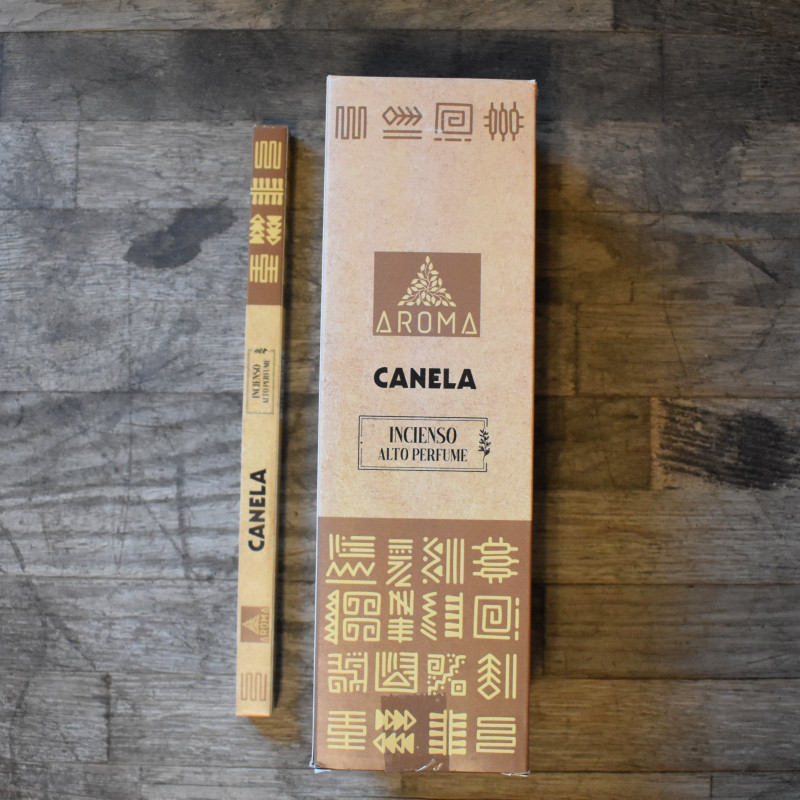 INCIENSO
ALTO PERFUME
CANELA
AROMA
AROMA
CANELA
INCIENSO
ALTO PERFUME